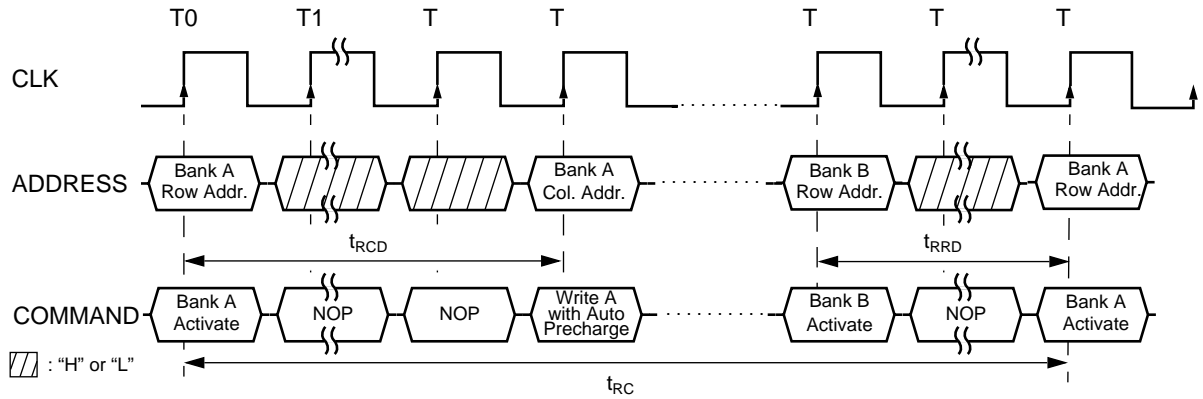 T0 T1 T T T T T
CLK
ADDRESS
Bank A
Row Addr.
Bank A
Col. Addr.
Bank B
Row Addr.
Bank A
Row Addr.
tRCD
tRRD
COMMAND
Bank A
Activate
NOP
NOP
Write A
with Auto
Precharge
Bank B
Activate
NOP
Bank A
Activate
: “H” or “L”
tRC